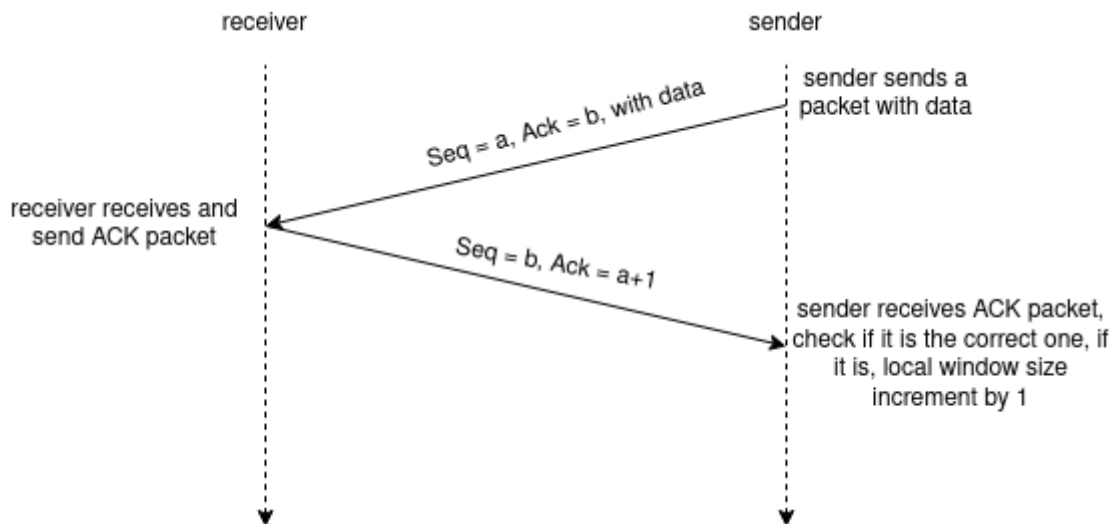 receiver
sender
sender sends a
packet with data
Seq = a, Ack = b, with data
receiver receives and
send ACK packet
Seq = b, Ack = a+1
sender receives ACK packet,
check if it is the correct one, if
it is, local window size
increment by 1